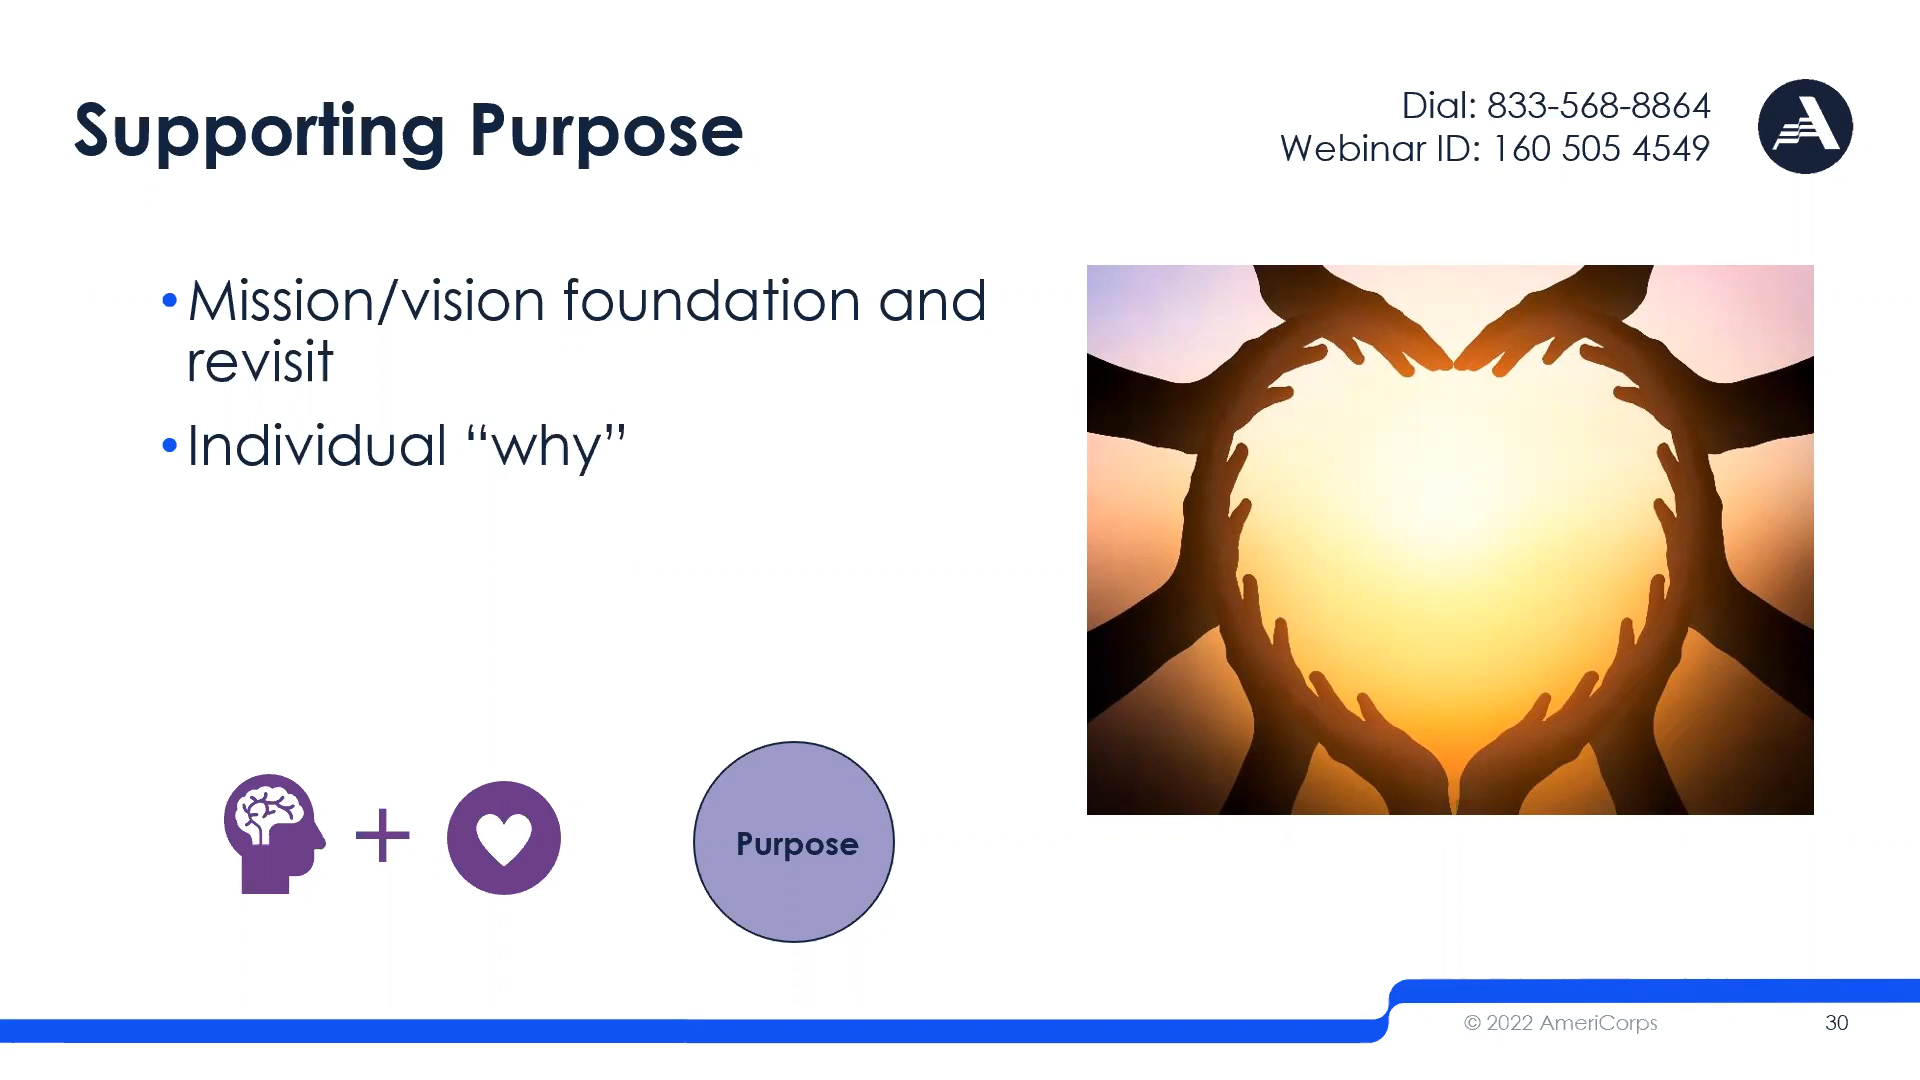 Supporting Purpose
Dial: 833-568-8864
Webinar ID: 160 505 4549
•Mission/vision foundation and
revisit
•Individual “why”
Purpose
© 2022 AmeriCorps
30